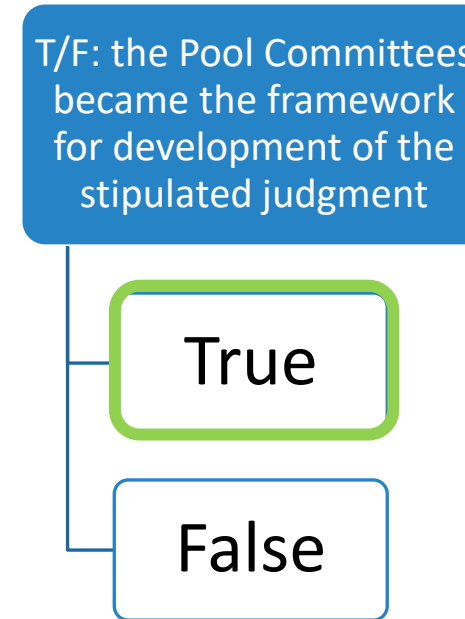 T/F: the Pool Committees
became the framework
for development of the
stipulated judgment
True
False